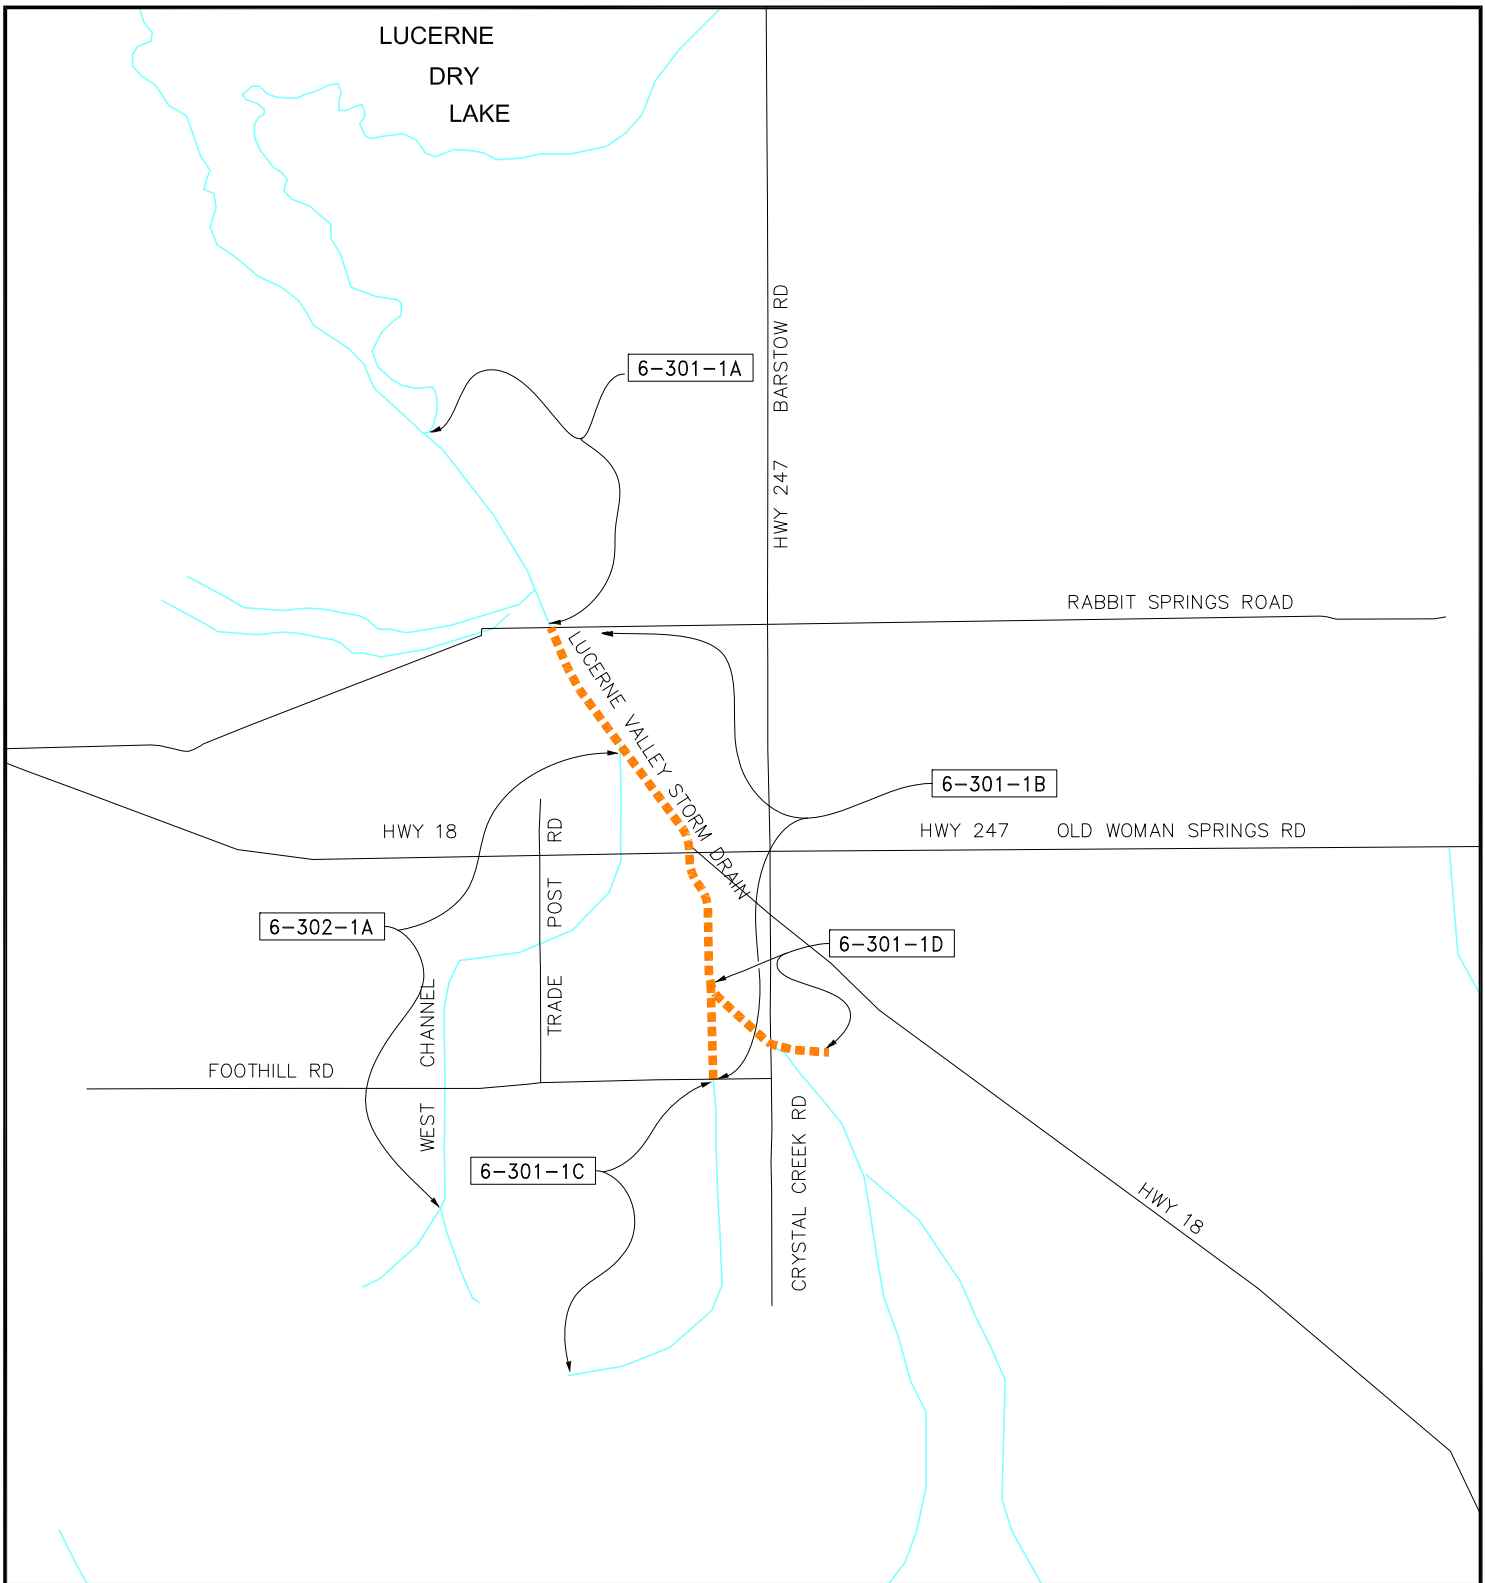 LUCERNE
DRY
LAKE
6-301-1A
HWY 247 BARSTOW RD
RABBIT SPRINGS ROAD
LUCERNE VALLEY STORM DRAIN
6-301-1B
HWY 18
HWY 247 OLD WOMAN SPRINGS RD
TRADE POST RD
6-302-1A
6-301-1D
WEST CHANNEL
FOOTHILL RD
6-301-1C
CRYSTAL CREEK RD
HWY 18